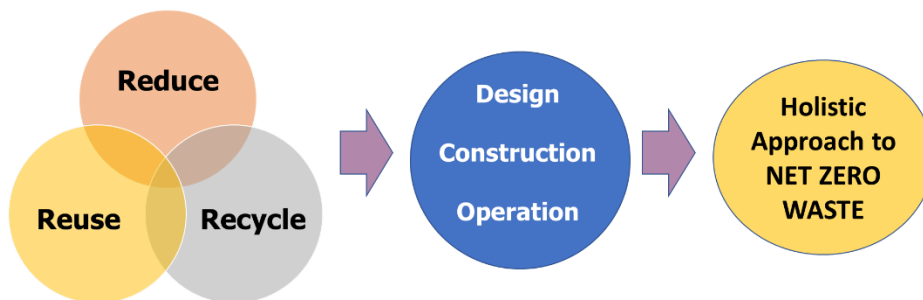 Reduce
Reuse
Recycle
Design
Construction
Operation
Holistic
Approach to
NET ZERO
WASTE